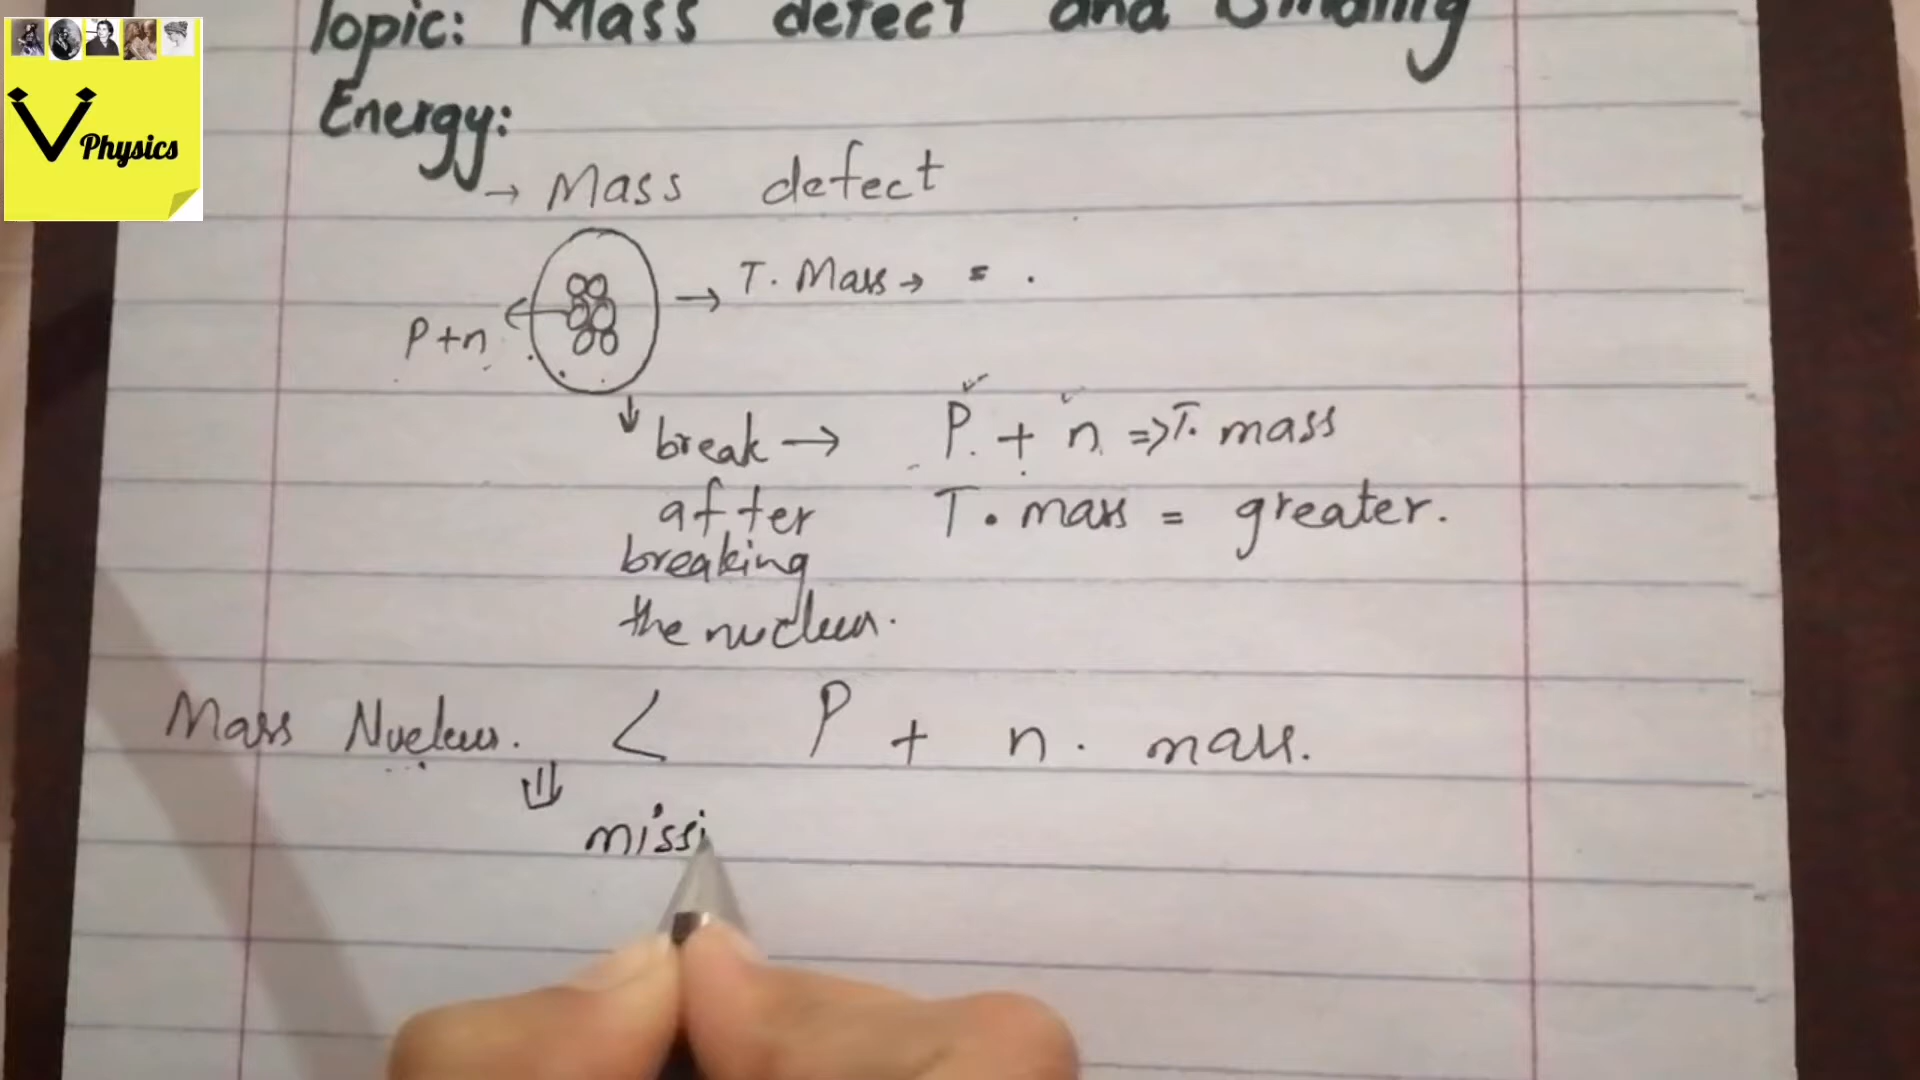 V Physics
Topic: Mass defect and Binding
Energy:
→ Mass defect
→ T. Mass → = .
P+n
break → P + n ⇒ T. mass
after T. mass = greater.
breaking
the nucleus.
Mass Nucleus. < P + n. mass.
missi